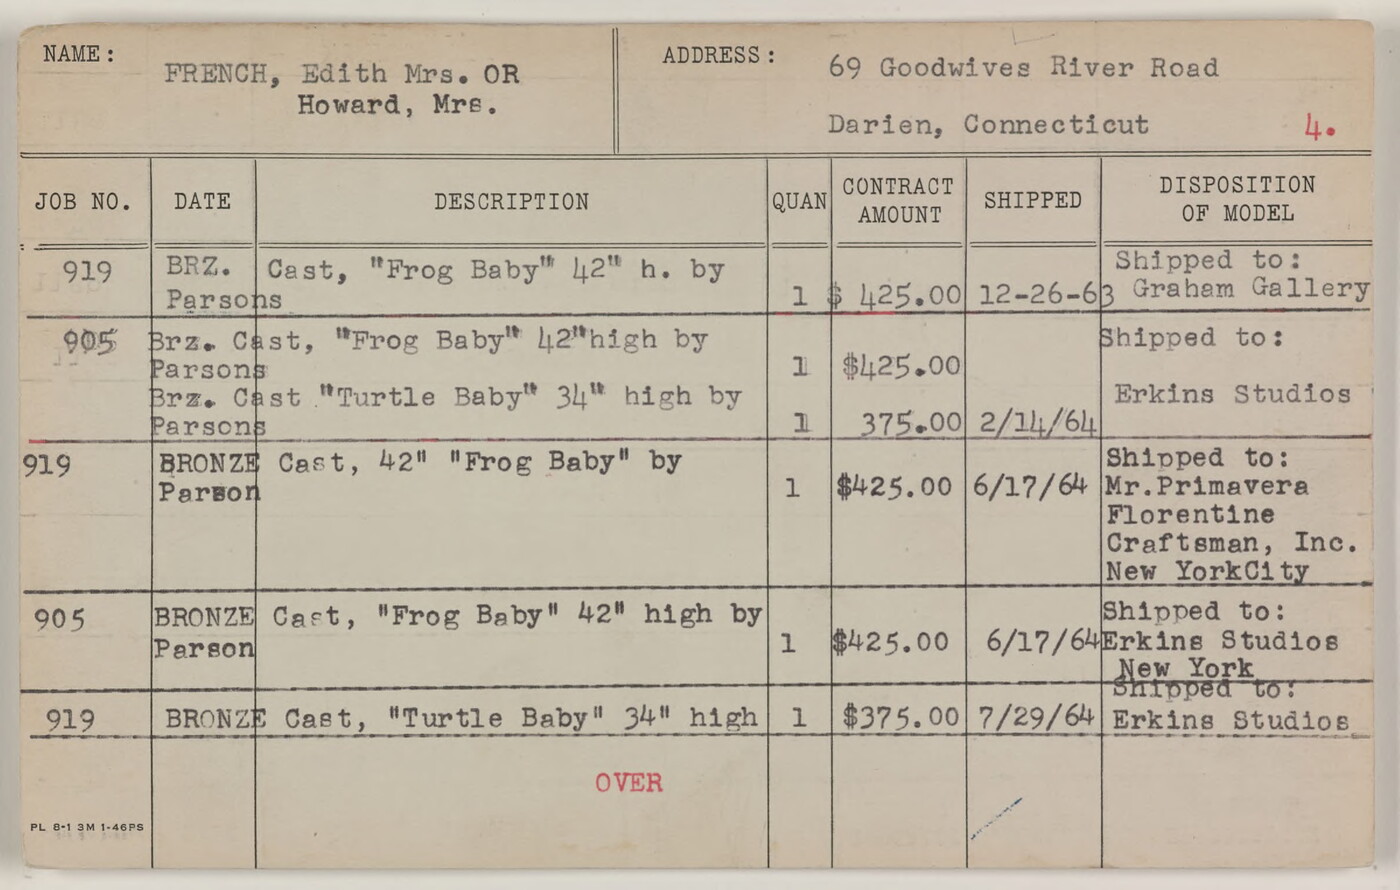 NAME: FRENCH, Edith Mrs. OR
Howard, Mrs.
ADDRESS: 69 Goodwives River Road
Darien, Connecticut 4.
JOB NO. DATE DESCRIPTION QUAN CONTRACT AMOUNT SHIPPED DISPOSITION OF MODEL
919 BRZ. Cast, "Frog Baby" 42" h. by Shipped to:
Parsons 1 $ 425.00 12-26-63 Graham Gallery
905 Brz. Cast, "Frog Baby" 42"high by Shipped to:
Parsons 1 $425.00
Brz. Cast "Turtle Baby" 34" high by Erkins Studios
Parsons 1 375.00 2/14/64
919 BRONZE Cast, 42" "Frog Baby" by Shipped to:
Parson 1 $425.00 6/17/64 Mr.Primavera
Florentine
Craftsman, Inc.
New YorkCity
905 BRONZE Cast, "Frog Baby" 42" high by Shipped to:
Parson 1 $425.00 6/17/64 Erkins Studios
New York
Shipped to:
919 BRONZE Cast, "Turtle Baby" 34" high 1 $375.00 7/29/64 Erkins Studios
OVER
PL 8-1 3M 1-46PS